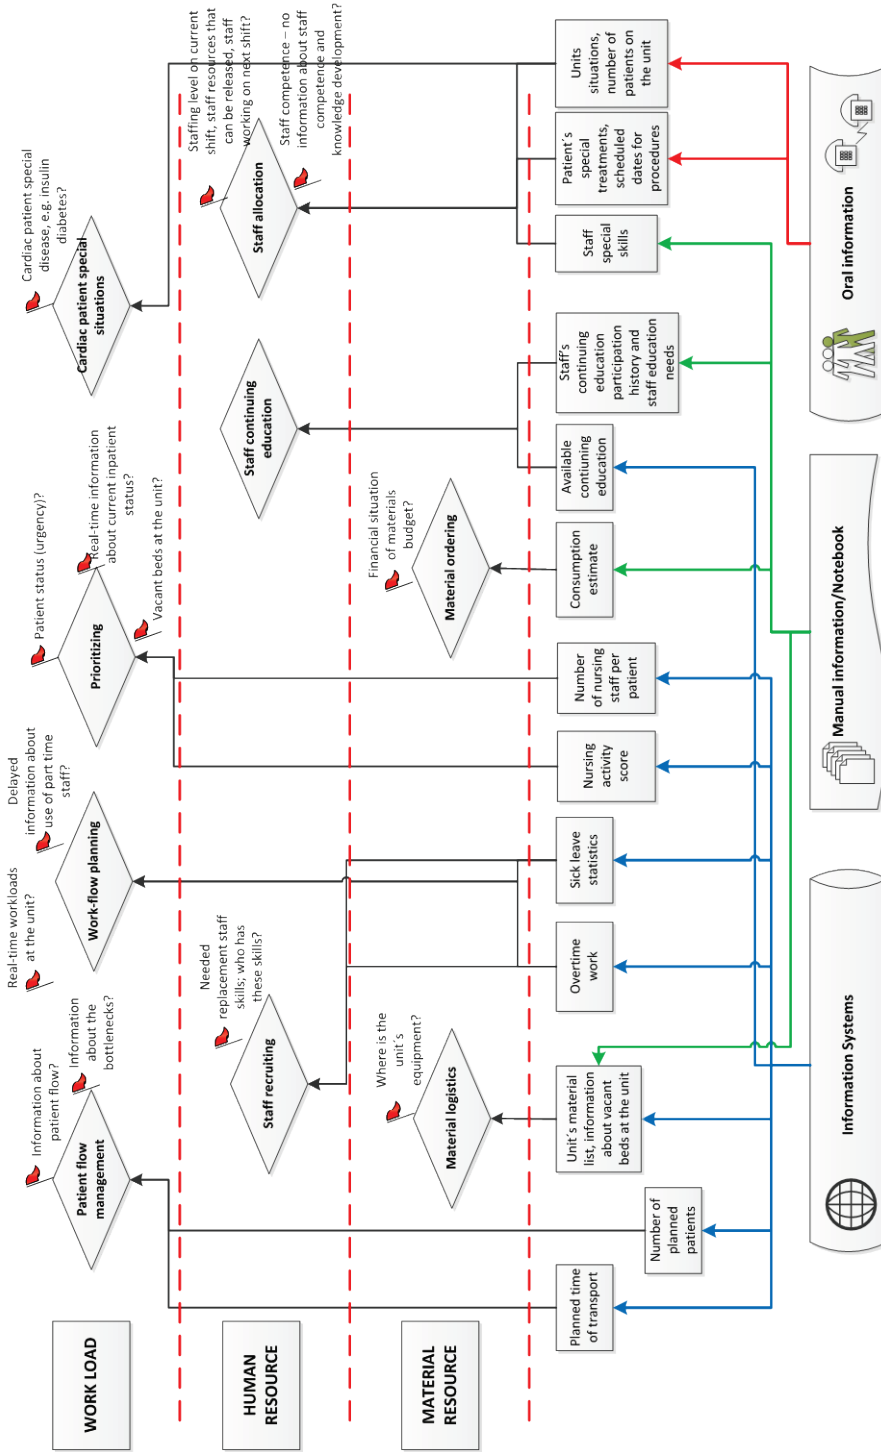 WORK LOAD
Patient flow
management
Information about
patient flow?
Information
about the
bottlenecks?
Work-flow planning
Real-time workloads
at the unit?
Delayed
information about
use of part time
staff?
Prioritizing
Patient status (urgency)?
Real-time information
about current inpatient
status?
Vacant beds at the unit?
Cardiac patient special
situations
Cardiac patient special
disease, e.g. insulin
diabetes?
HUMAN
RESOURCE
Staff recruiting
Needed
replacement staff
skills; who has
these skills?
Staff continuing
education
Staff allocation
Staffing level on current
shift, staff resources that
can be released, staff
working on next shift?
Staff competence – no
information about staff
competence and
knowledge development?
MATERIAL
RESOURCE
Material logistics
Where is the
unit´s
equipment?
Material ordering
Financial situation
of materials
budget?
Planned time
of transport
Number of
planned
patients
Unit´s material
list, information
about vacant
beds at the unit
Overtime
work
Sick leave
statistics
Nursing
activity
score
Number
of nursing
staff per
patient
Consumption
estimate
Available
contiuning
education
Staff's
continuing
education
participation
history and
staff education
needs
Staff
special
skills
Patient´s
special
treatments,
scheduled
dates for
procedures
Units
situations,
number of
patients on
the unit
Information Systems
Manual information/Notebook
Oral information